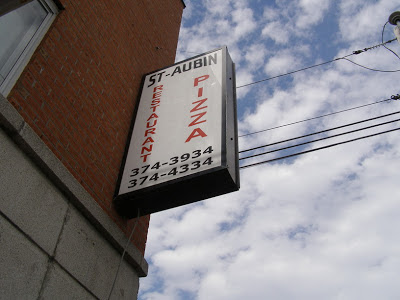 ST-AUBIN
RESTAURANT
PIZZA
374-3934
374-4334